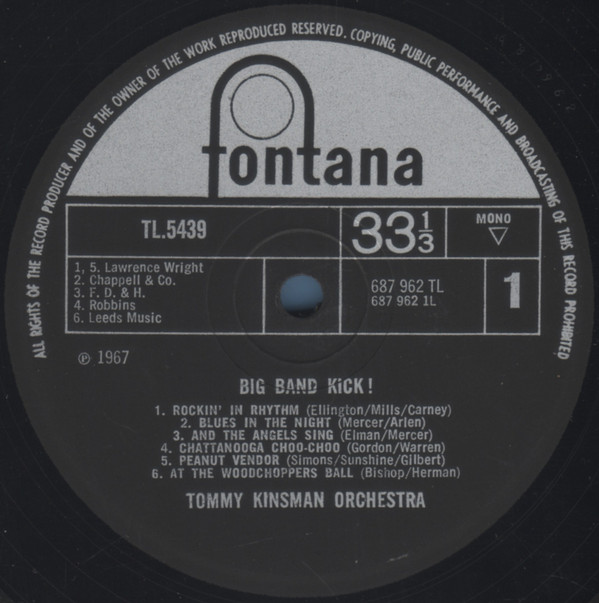 ALL RIGHTS OF THE RECORD PRODUCER AND OF THE OWNER OF THE WORK REPRODUCED RESERVED. COPYING, PUBLIC PERFORMANCE AND BROADCASTING OF THIS RECORD PROHIBITED
fontana
TL.5439
33 1/3
MONO
1, 5. Lawrence Wright
2. Chappell & Co.
3. F. D. & H.
4. Robbins
6. Leeds Music
687 962 TL
687 962 1L
1
℗ 1967
BIG BAND KICK!
1. ROCKIN' IN RHYTHM (Ellington/Mills/Carney)
2. BLUES IN THE NIGHT (Mercer/Arlen)
3. AND THE ANGELS SING (Elman/Mercer)
4. CHATTANOOGA CHOO-CHOO (Gordon/Warren)
5. PEANUT VENDOR (Simons/Sunshine/Gilbert)
6. AT THE WOODCHOPPERS BALL (Bishop/Herman)
TOMMY KINSMAN ORCHESTRA